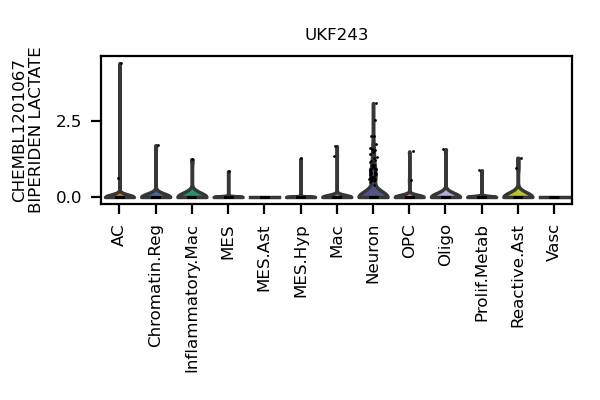 UKF243
CHEMBL1201067
BIPERIDEN LACTATE
2.5
0.0
AC
Chromatin.Reg
Inflammatory.Mac
MES
MES.Ast
MES.Hyp
Mac
Neuron
OPC
Oligo
Prolif.Metab
Reactive.Ast
Vasc